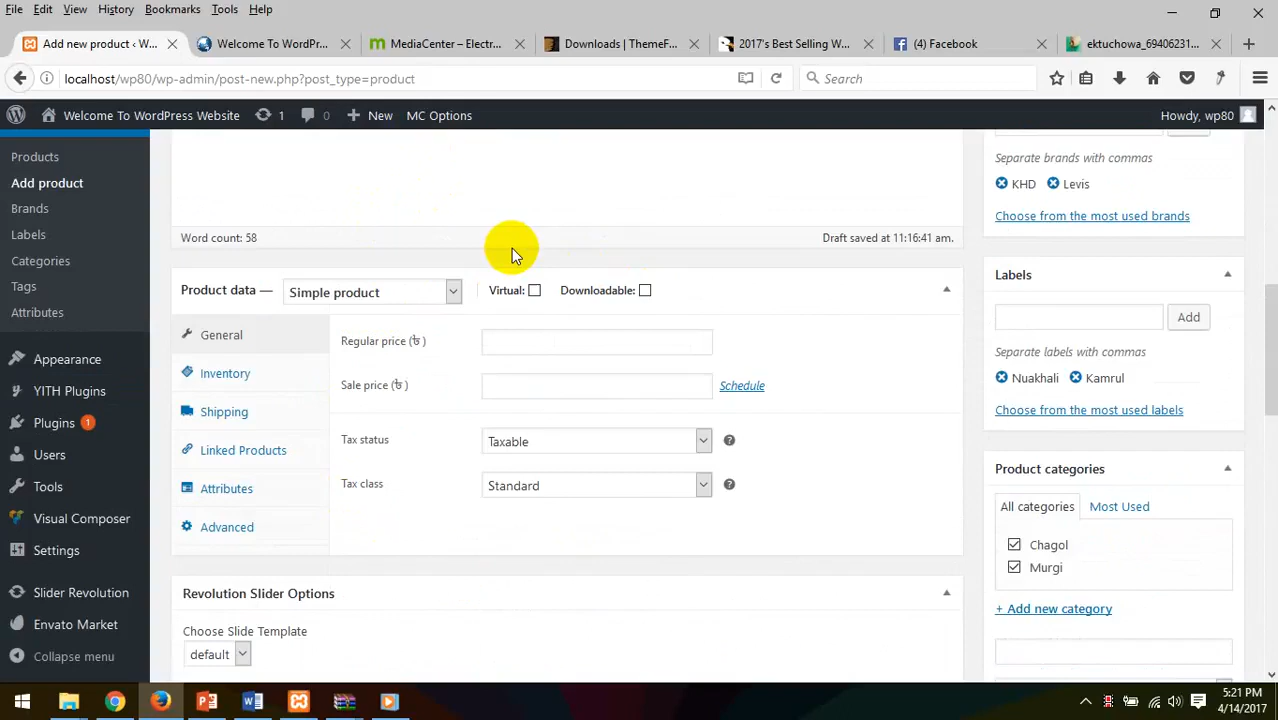 File Edit View History Bookmarks Tools Help
Add new product ‹ W...
Welcome To WordPr...
MediaCenter – Electr...
Downloads | ThemeF...
2017's Best Selling W...
(4) Facebook
ektuchowa_69406231...
localhost/wp80/wp-admin/post-new.php?post_type=product
Search
Welcome To WordPress Website 1 0 New MC Options
Howdy, wp80
Products
Add product
Brands
Labels
Categories
Tags
Attributes
Appearance
YITH Plugins
Plugins 1
Users
Tools
Visual Composer
Settings
Slider Revolution
Envato Market
Collapse menu
Word count: 58
Draft saved at 11:16:41 am.
Product data — Simple product Virtual: Downloadable:
General
Inventory
Shipping
Linked Products
Attributes
Advanced
Regular price (৳ )
Sale price (৳ )
Schedule
Tax status
Taxable
Tax class
Standard
Revolution Slider Options
Choose Slide Template
default
Separate brands with commas
KHD Levis
Choose from the most used brands
Labels
Add
Separate labels with commas
Nuakhali Kamrul
Choose from the most used labels
Product categories
All categories Most Used
Chagol
Murgi
+ Add new category
5:21 PM
4/14/2017